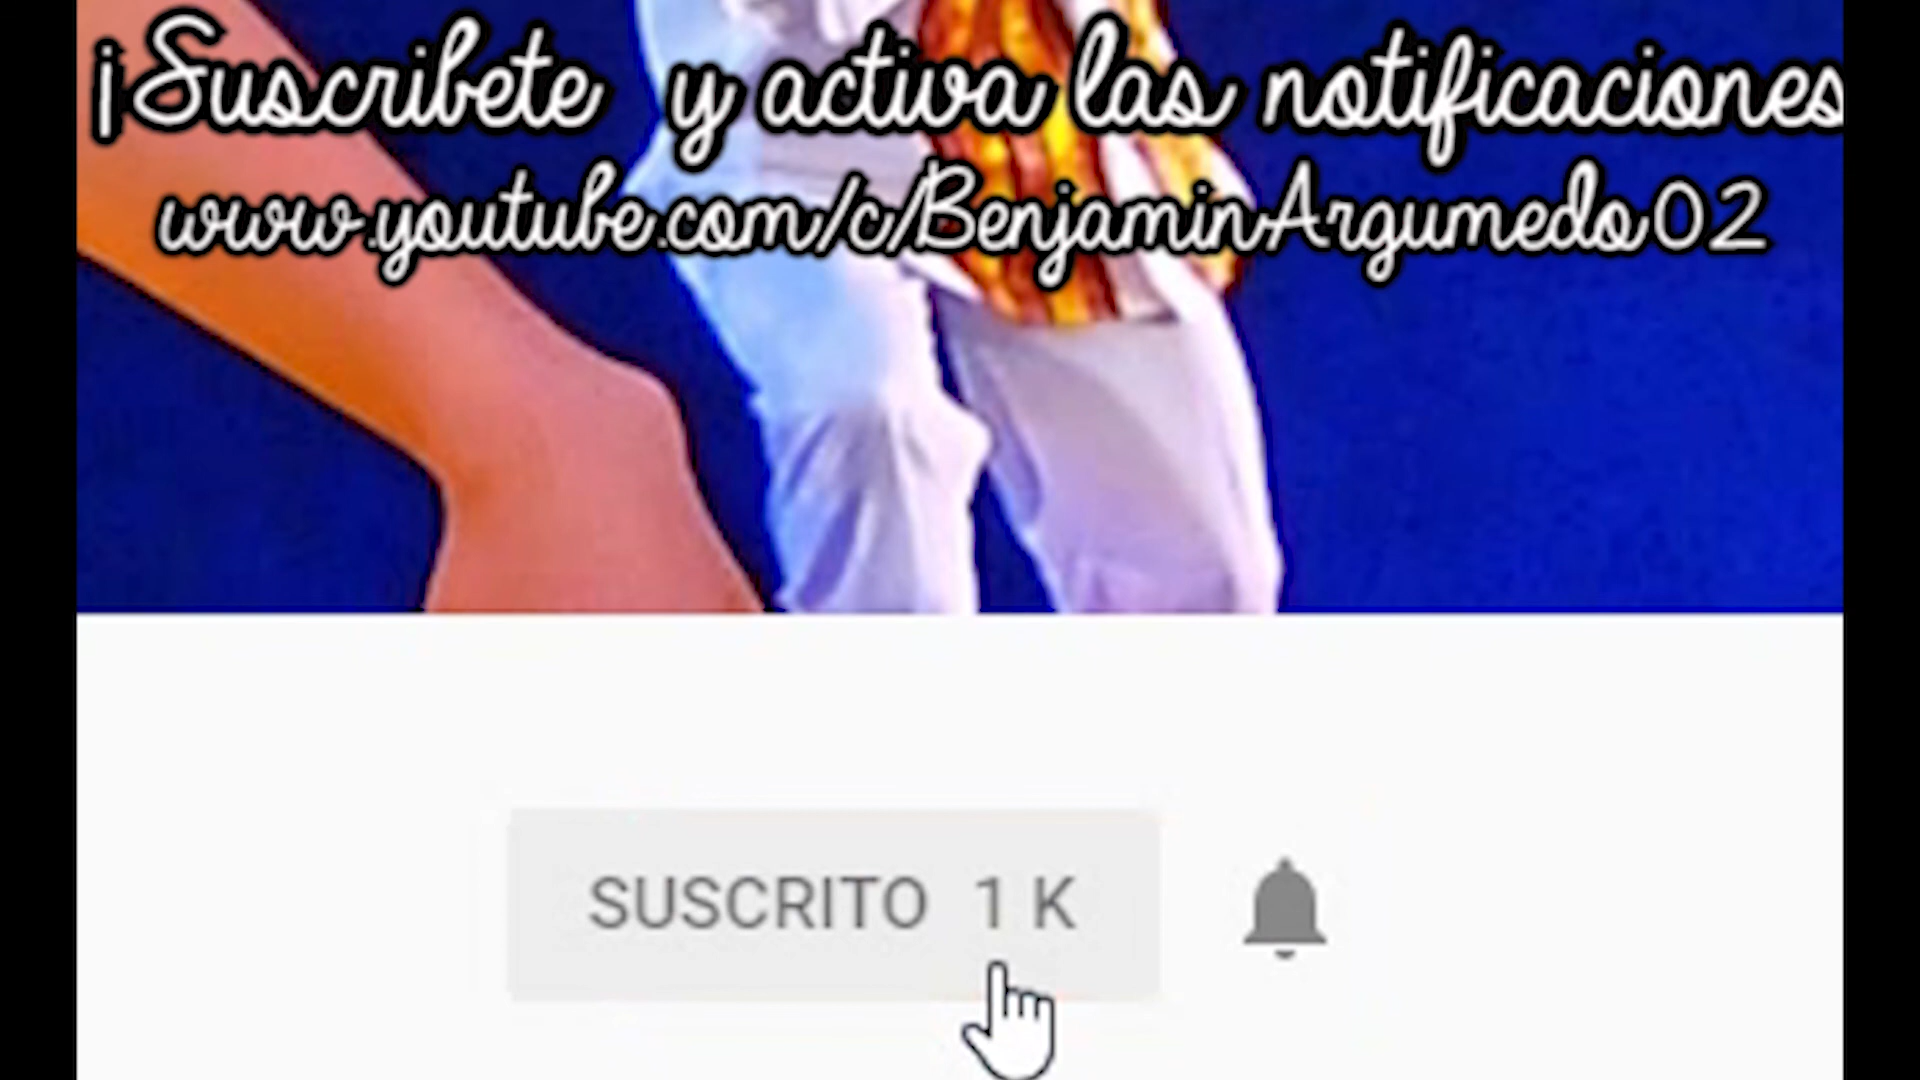 ¡Suscribete y activa las notificaciones
www.youtube.com/c/BenjaminArgumedo02
SUSCRITO 1 K